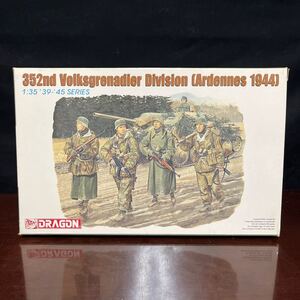 352nd Volksgrenadier Division (Ardennes 1944)
1:35 '39-'45 SERIES
DRAGON